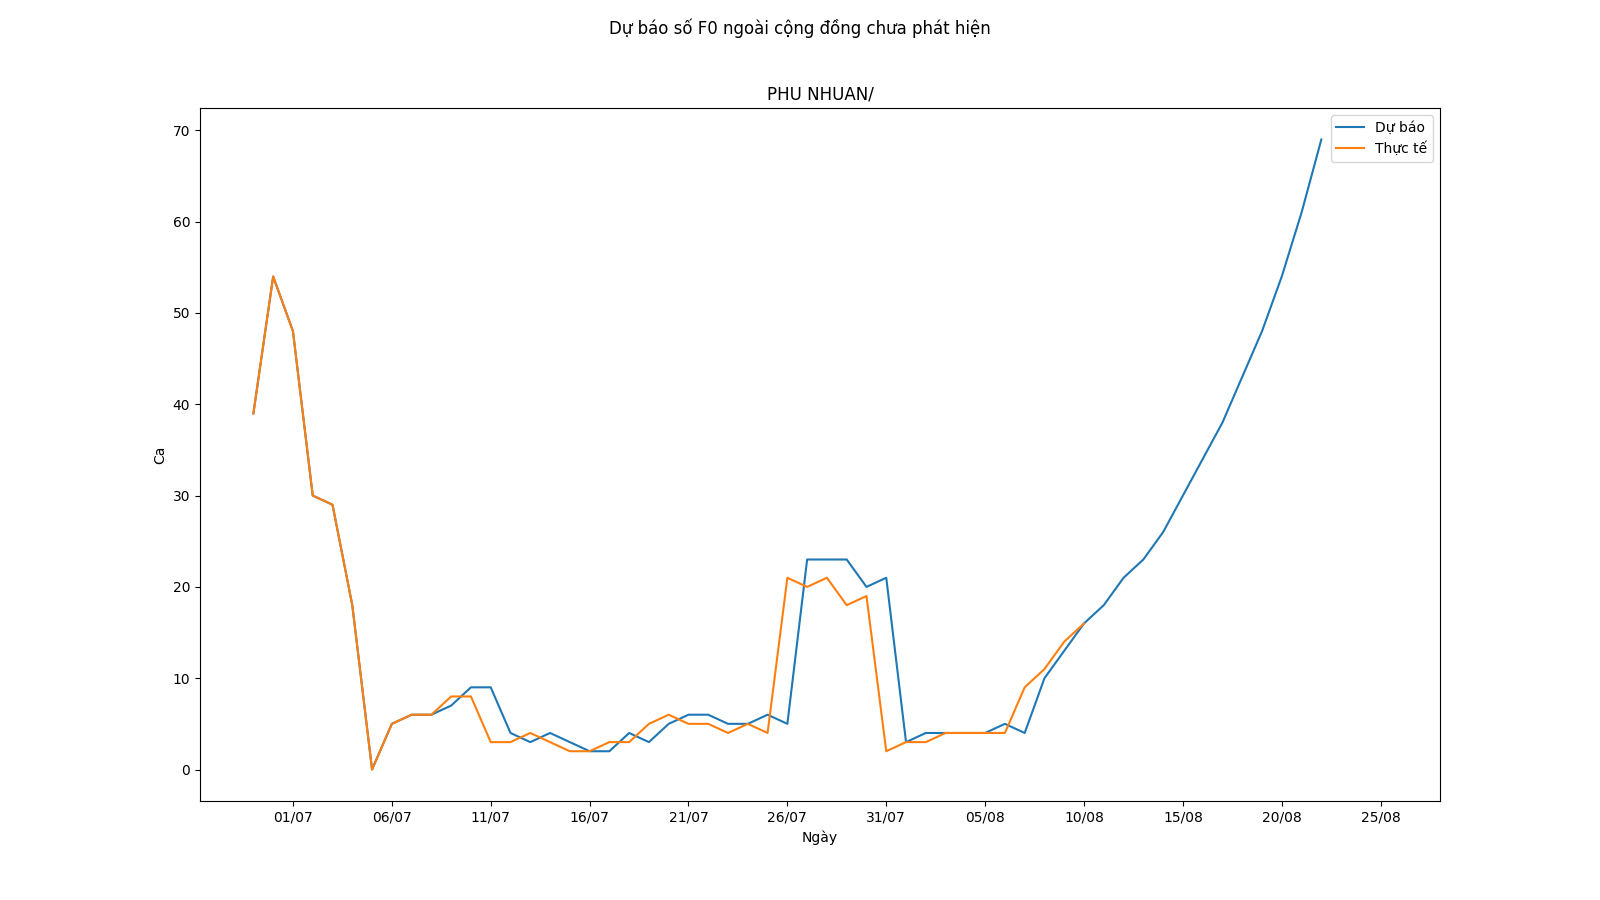 Dự báo số F0 ngoài cộng đồng chưa phát hiện
PHU NHUAN/
Dự báo
Thực tế
70
60
50
40
30
20
10
0
Ca
01/07 06/07 11/07 16/07 21/07 26/07 31/07 05/08 10/08 15/08 20/08 25/08
Ngày